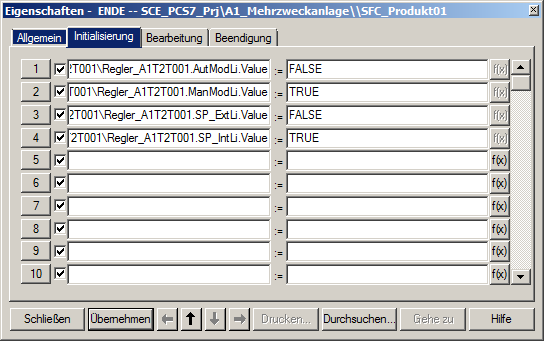 Eigenschaften -  ENDE -- SCE_PCS7_Prj\A1_Mehrzweckanlage\\SFC_Produkt01
Allgemein Initialisierung Bearbeitung Beendigung
1 2T001\Regler_A1T2T001.AutModLi.Value := FALSE f(x)
2 T001\Regler_A1T2T001.ManModLi.Value := TRUE f(x)
3 2T001\Regler_A1T2T001.SP_ExtLi.Value := FALSE f(x)
4 T2T001\Regler_A1T2T001.SP_IntLi.Value := TRUE f(x)
5 := f(x)
6 := f(x)
7 := f(x)
8 := f(x)
9 := f(x)
10 := f(x)
Schließen Übernehmen Drucken... Durchsuchen... Gehe zu Hilfe